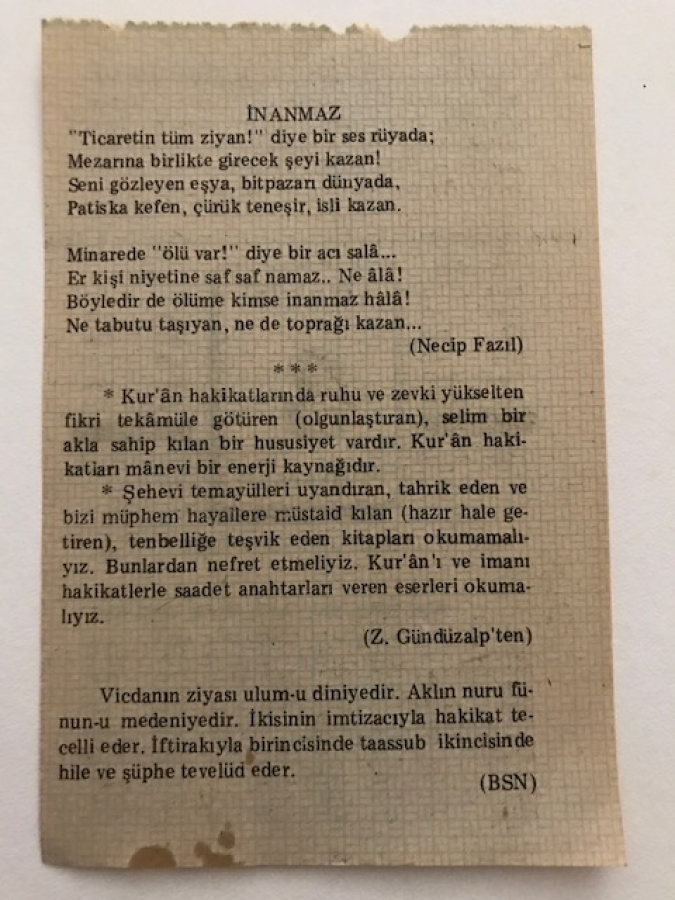 İNANMAZ
"Ticaretin tüm ziyan!" diye bir ses rüyada;
Mezarına birlikte girecek şeyi kazan!
Seni gözleyen eşya, bitpazarı dünyada,
Patiska kefen, çürük teneşir, isli kazan.
Minarede "ölü var!" diye bir acı salâ...
Er kişi niyetine saf saf namaz.. Ne âlâ!
Böyledir de ölüme kimse inanmaz hâlâ!
Ne tabutu taşıyan, ne de toprağı kazan...
(Necip Fazıl)
* * *
* Kur'ân hakikatlarında ruhu ve zevki yükselten
fikri tekâmüle götüren (olgunlaştıran), selim bir
akla sahip kılan bir hususiyet vardır. Kur'ân haki-
katları mânevi bir enerji kaynağıdır.
* Şehevi temayülleri uyandıran, tahrik eden ve
bizi müphem hayallere müstaid kılan (hazır hale ge-
tiren), tenbelliğe teşvik eden kitapları okumamalı-
yız. Bunlardan nefret etmeliyiz. Kur'ân'ı ve imanı
hakikatlerle saadet anahtarları veren eserleri okuma-
lıyız.
(Z. Gündüzalp'ten)
Vicdanın ziyası ulum-u diniyedir. Aklın nuru fü-
nun-u medeniyedir. İkisinin imtizacıyla hakikat te-
celli eder. İftirakıyla birincisinde taassub ikincisinde
hile ve şüphe tevelüd eder.
(BSN)